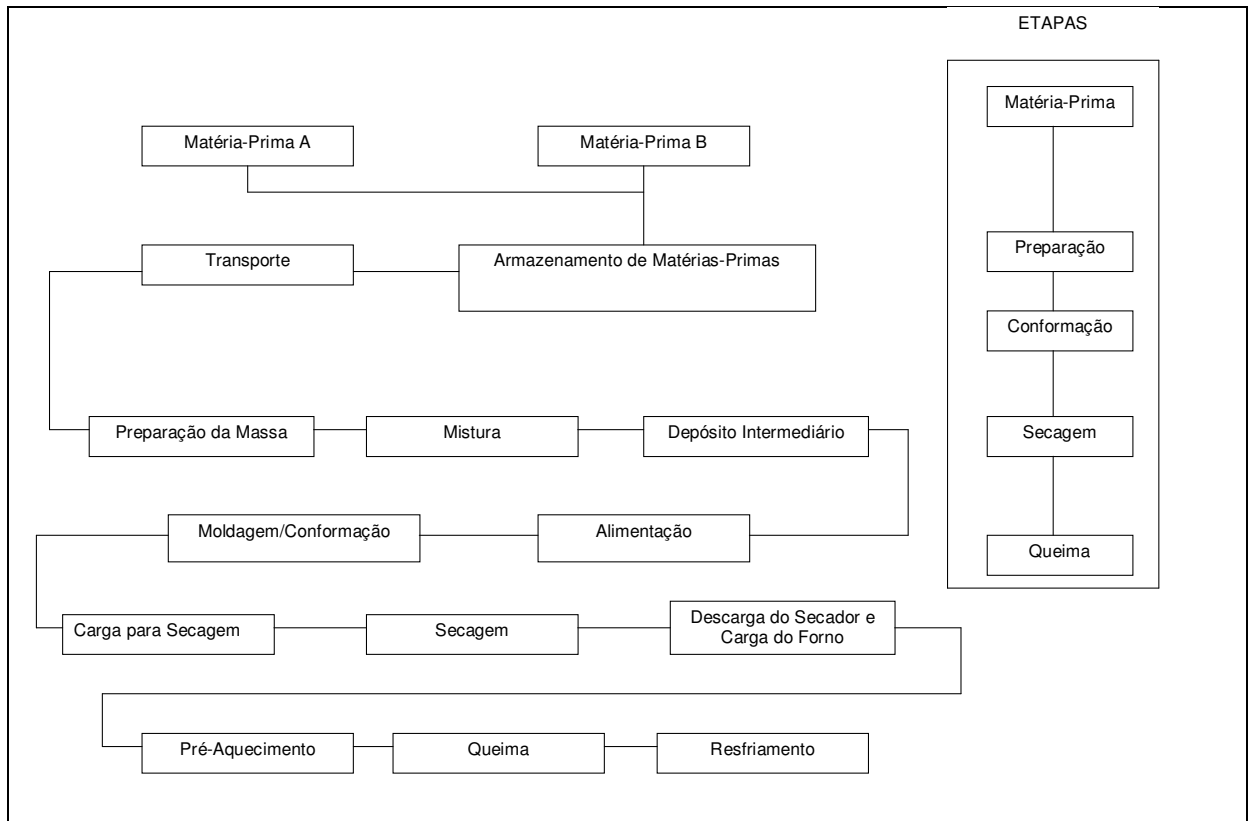 ETAPAS
Matéria-Prima
Matéria-Prima A
Matéria-Prima B
Preparação
Transporte
Armazenamento de Matérias-Primas
Conformação
Preparação da Massa
Mistura
Depósito Intermediário
Secagem
Moldagem/Conformação
Alimentação
Queima
Carga para Secagem
Secagem
Descarga do Secador e
Carga do Forno
Pré-Aquecimento
Queima
Resfriamento